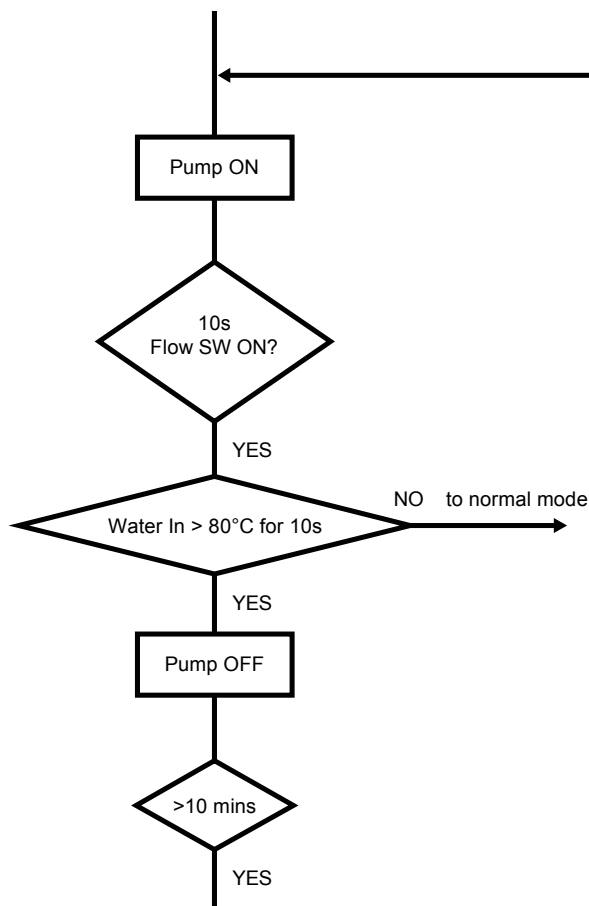 Pump ON
10s
Flow SW ON?
YES
NO to normal mode
Water In > 80°C for 10s
YES
Pump OFF
>10 mins
YES